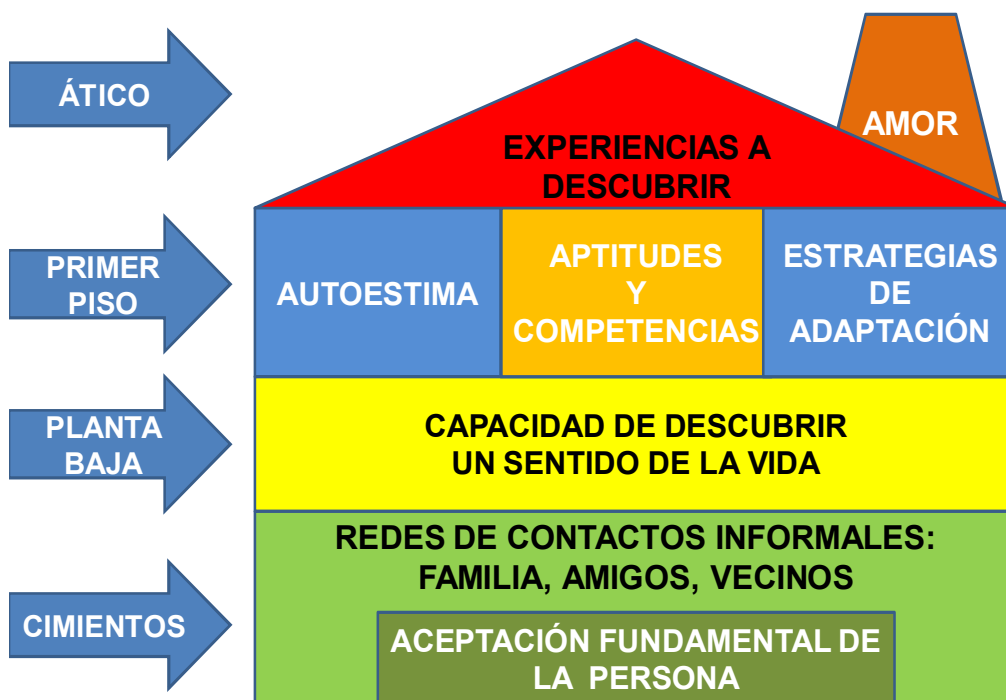 ÁTICO
AMOR
EXPERIENCIAS A
DESCUBRIR
PRIMER
PISO
AUTOESTIMA
APTITUDES
Y
COMPETENCIAS
ESTRATEGIAS
DE
ADAPTACIÓN
PLANTA
BAJA
CAPACIDAD DE DESCUBRIR
UN SENTIDO DE LA VIDA
CIMIENTOS
REDES DE CONTACTOS INFORMALES:
FAMILIA, AMIGOS, VECINOS
ACEPTACIÓN FUNDAMENTAL DE
LA PERSONA